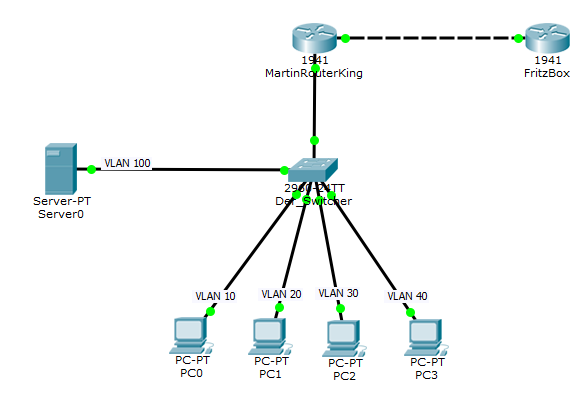 1941
MartinRouterKing
1941
FritzBox
VLAN 100
Server-PT
Server0
2960-24TT
Der_Switcher
VLAN 10
VLAN 20
VLAN 30
VLAN 40
PC-PT
PC0
PC-PT
PC1
PC-PT
PC2
PC-PT
PC3